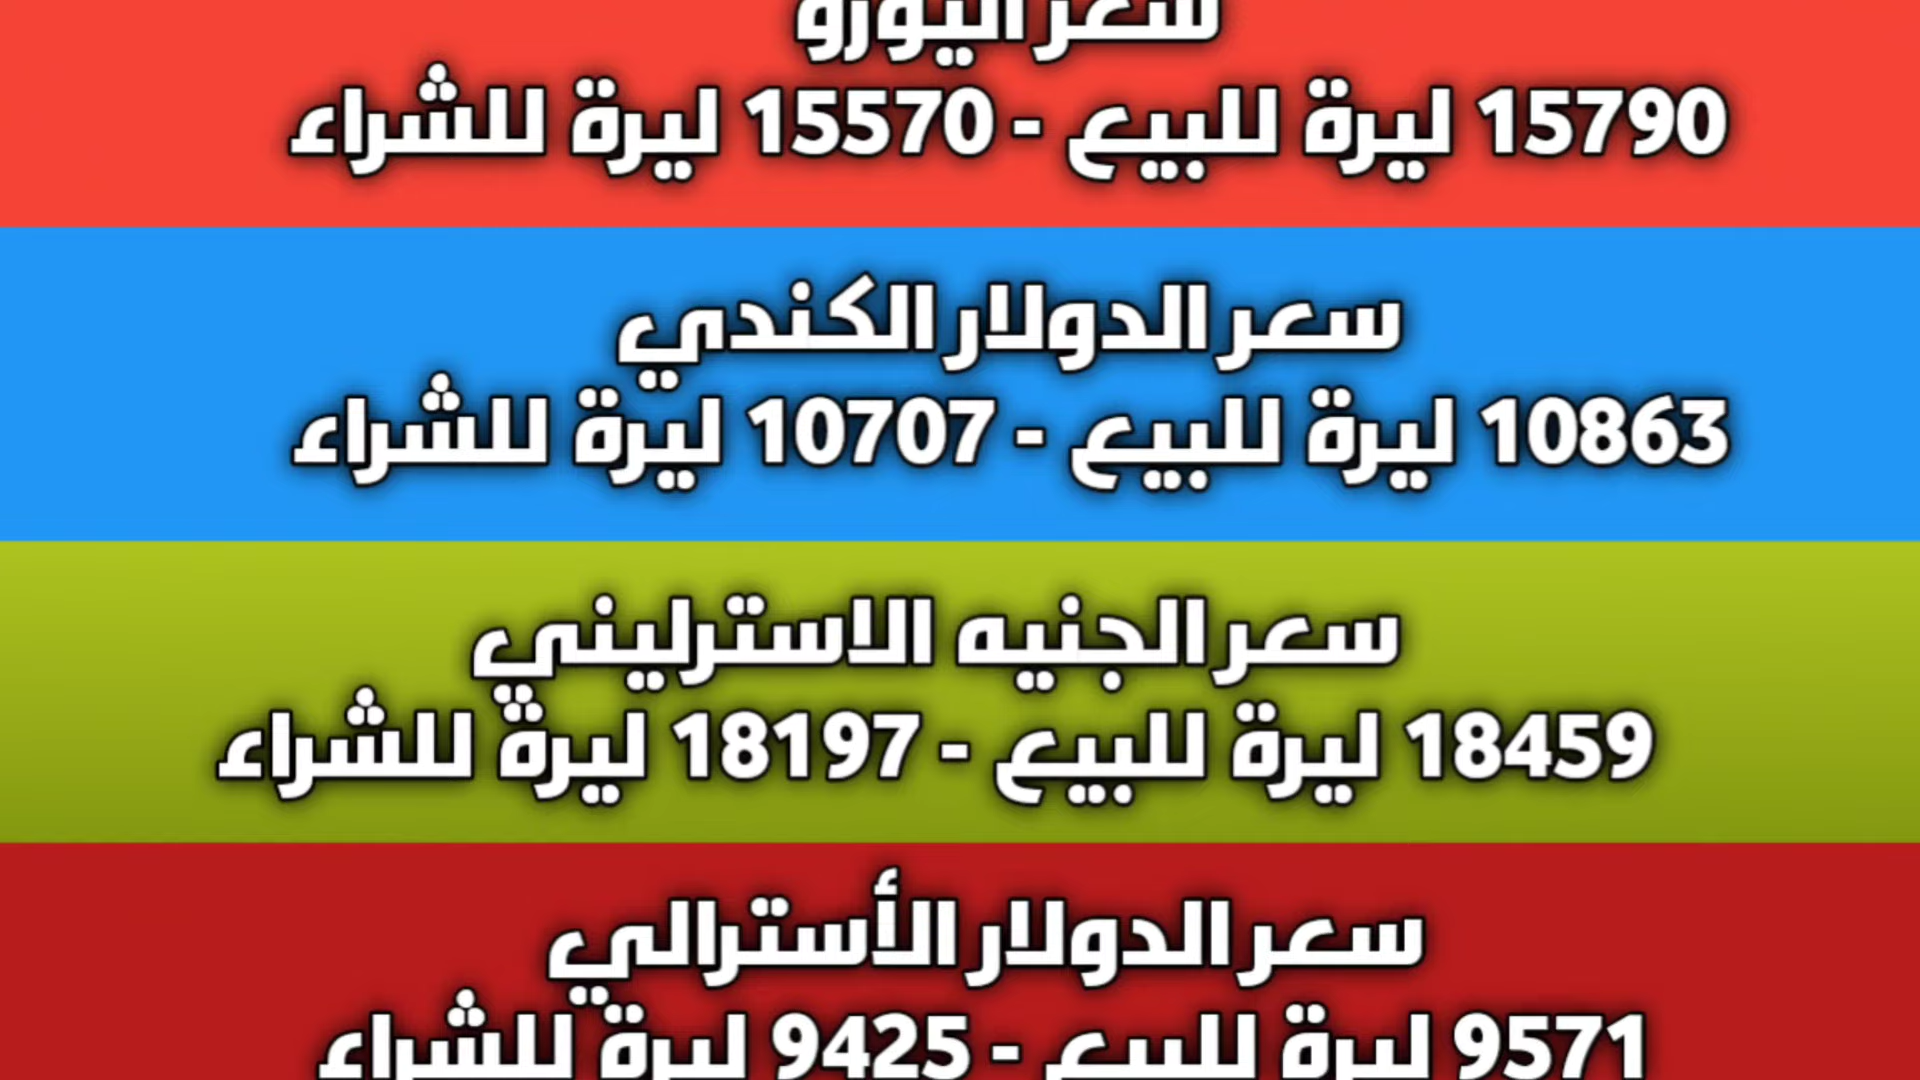 سعر اليورو
15790 ليرة للبيع - 15570 ليرة للشراء
سعر الدولار الكندي
10863 ليرة للبيع - 10707 ليرة للشراء
سعر الجنيه الاسترليني
18459 ليرة للبيع - 18197 ليرة للشراء
سعر الدولار الأسترالي
9571 ليرة للبيع - 9425 ليرة للشراء